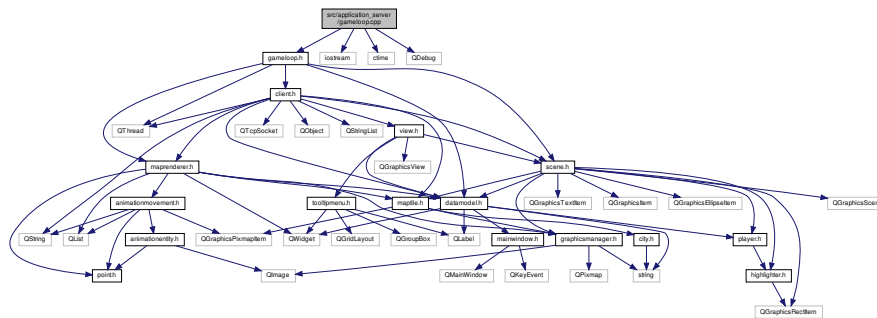 src/application_server
/gameloop.cpp
gameloop.h
iostream
ctime
QDebug
client.h
QThread
QTcpSocket
QObject
QStringList
view.h
maprenderer.h
QGraphicsView
scene.h
animationmovement.h
tooltipmenu.h
maptile.h
datamodel.h
QGraphicsTextItem
QGraphicsItem
QGraphicsEllipseItem
QGraphicsScene
QString
QList
animationentity.h
QGraphicsPixmapItem
QWidget
QGridLayout
QGroupBox
QLabel
mainwindow.h
graphicsmanager.h
city.h
player.h
point.h
QImage
QMainWindow
QKeyEvent
QPixmap
string
highlighter.h
QGraphicsRectItem